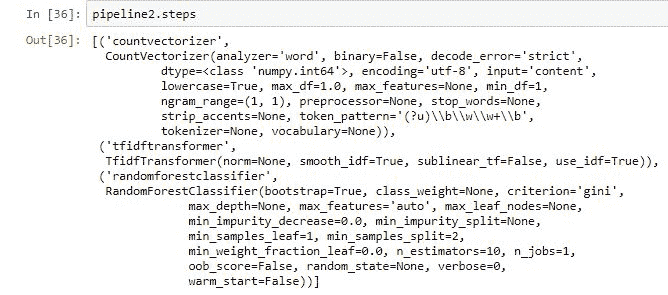 In [36]: pipeline2.steps
Out[36]: [('countvectorizer',
CountVectorizer(analyzer='word', binary=False, decode_error='strict',
dtype=<class 'numpy.int64'>, encoding='utf-8', input='content',
lowercase=True, max_df=1.0, max_features=None, min_df=1,
ngram_range=(1, 1), preprocessor=None, stop_words=None,
strip_accents=None, token_pattern='(?u)\\b\\w\\w+\\b',
tokenizer=None, vocabulary=None)),
('tfidftransformer',
TfidfTransformer(norm=None, smooth_idf=True, sublinear_tf=False, use_idf=True)),
('randomforestclassifier',
RandomForestClassifier(bootstrap=True, class_weight=None, criterion='gini',
max_depth=None, max_features='auto', max_leaf_nodes=None,
min_impurity_decrease=0.0, min_impurity_split=None,
min_samples_leaf=1, min_samples_split=2,
min_weight_fraction_leaf=0.0, n_estimators=10, n_jobs=1,
oob_score=False, random_state=None, verbose=0,
warm_start=False))]